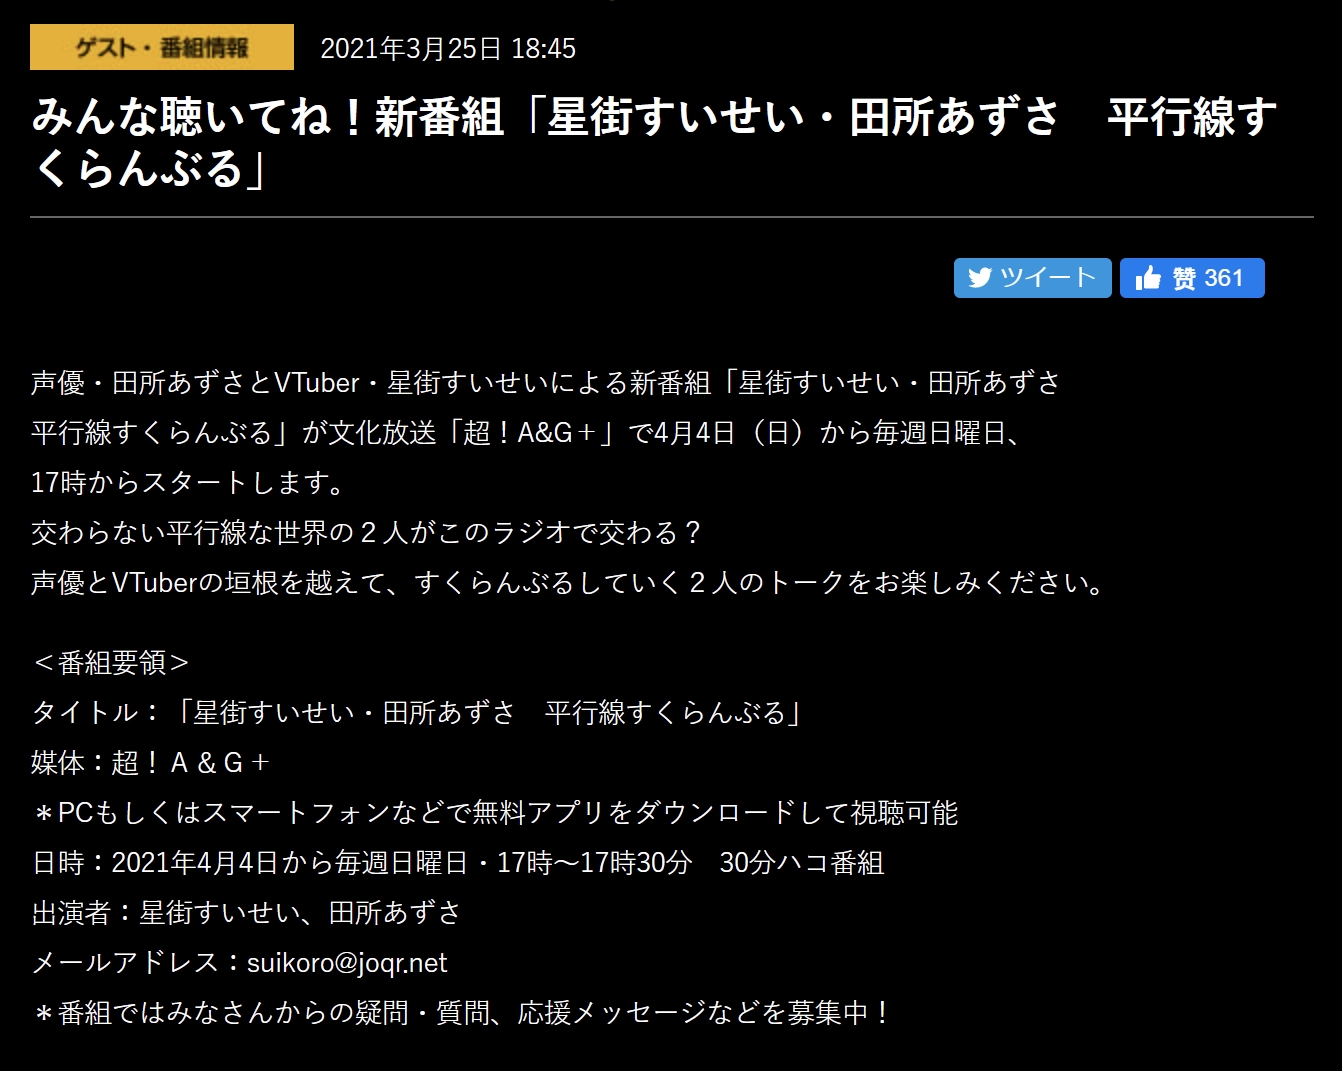 ゲスト・番組情報
2021年3月25日 18:45
みんな聴いてね！新番組「星街すいせい・田所あずさ　平行線す
くらんぶる」
ツイート
赞 361
声優・田所あずさとVTuber・星街すいせいによる新番組「星街すいせい・田所あずさ
平行線すくらんぶる」が文化放送「超！A&G＋」で4月4日（日）から毎週日曜日、
17時からスタートします。
交わらない平行線な世界の２人がこのラジオで交わる？
声優とVTuberの垣根を越えて、すくらんぶるしていく２人のトークをお楽しみください。
＜番組要領＞
タイトル：「星街すいせい・田所あずさ　平行線すくらんぶる」
媒体：超！Ａ＆Ｇ＋
＊PCもしくはスマートフォンなどで無料アプリをダウンロードして視聴可能
日時：2021年4月4日から毎週日曜日・17時〜17時30分　30分ハコ番組
出演者：星街すいせい、田所あずさ
メールアドレス：suikoro@joqr.net
＊番組ではみなさんからの疑問・質問、応援メッセージなどを募集中！